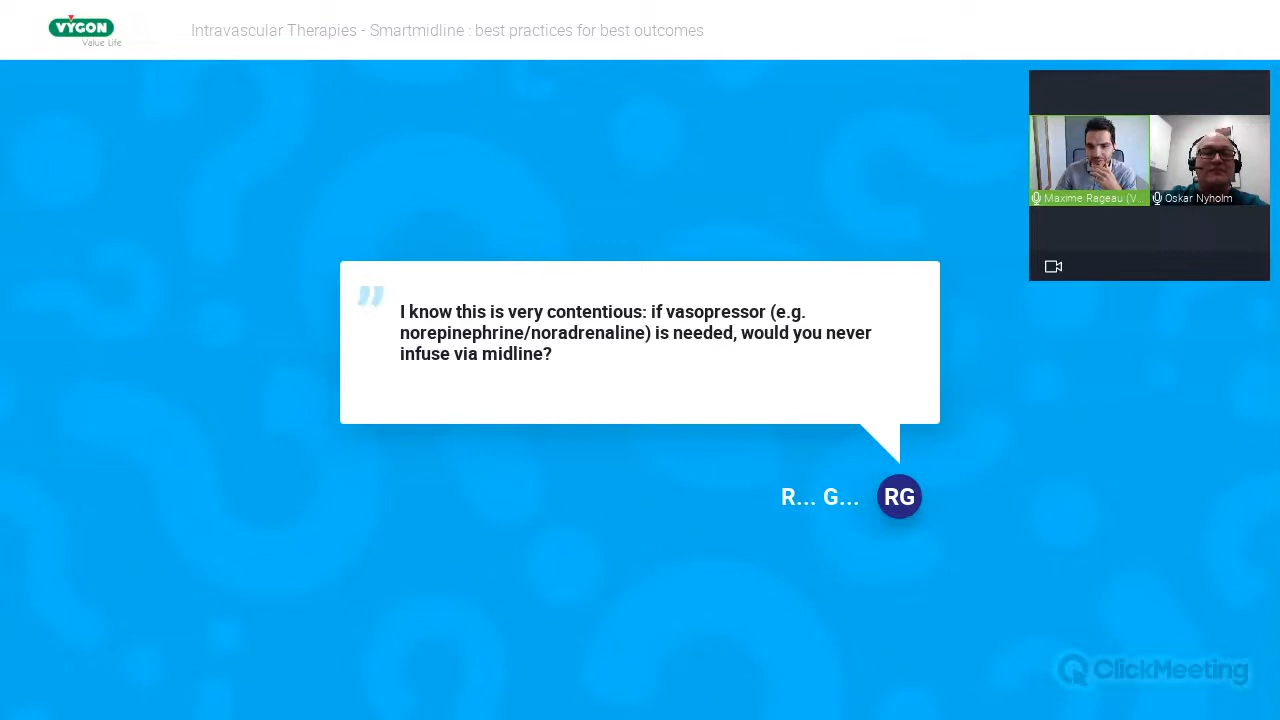 VYGON
Value Life
Intravascular Therapies - Smartmidline : best practices for best outcomes
Maxime Rageau (V...
Oskar Nyholm
I know this is very contentious: if vasopressor (e.g.
norepinephrine/noradrenaline) is needed, would you never
infuse via midline?
R... G...
RG
ClickMeeting